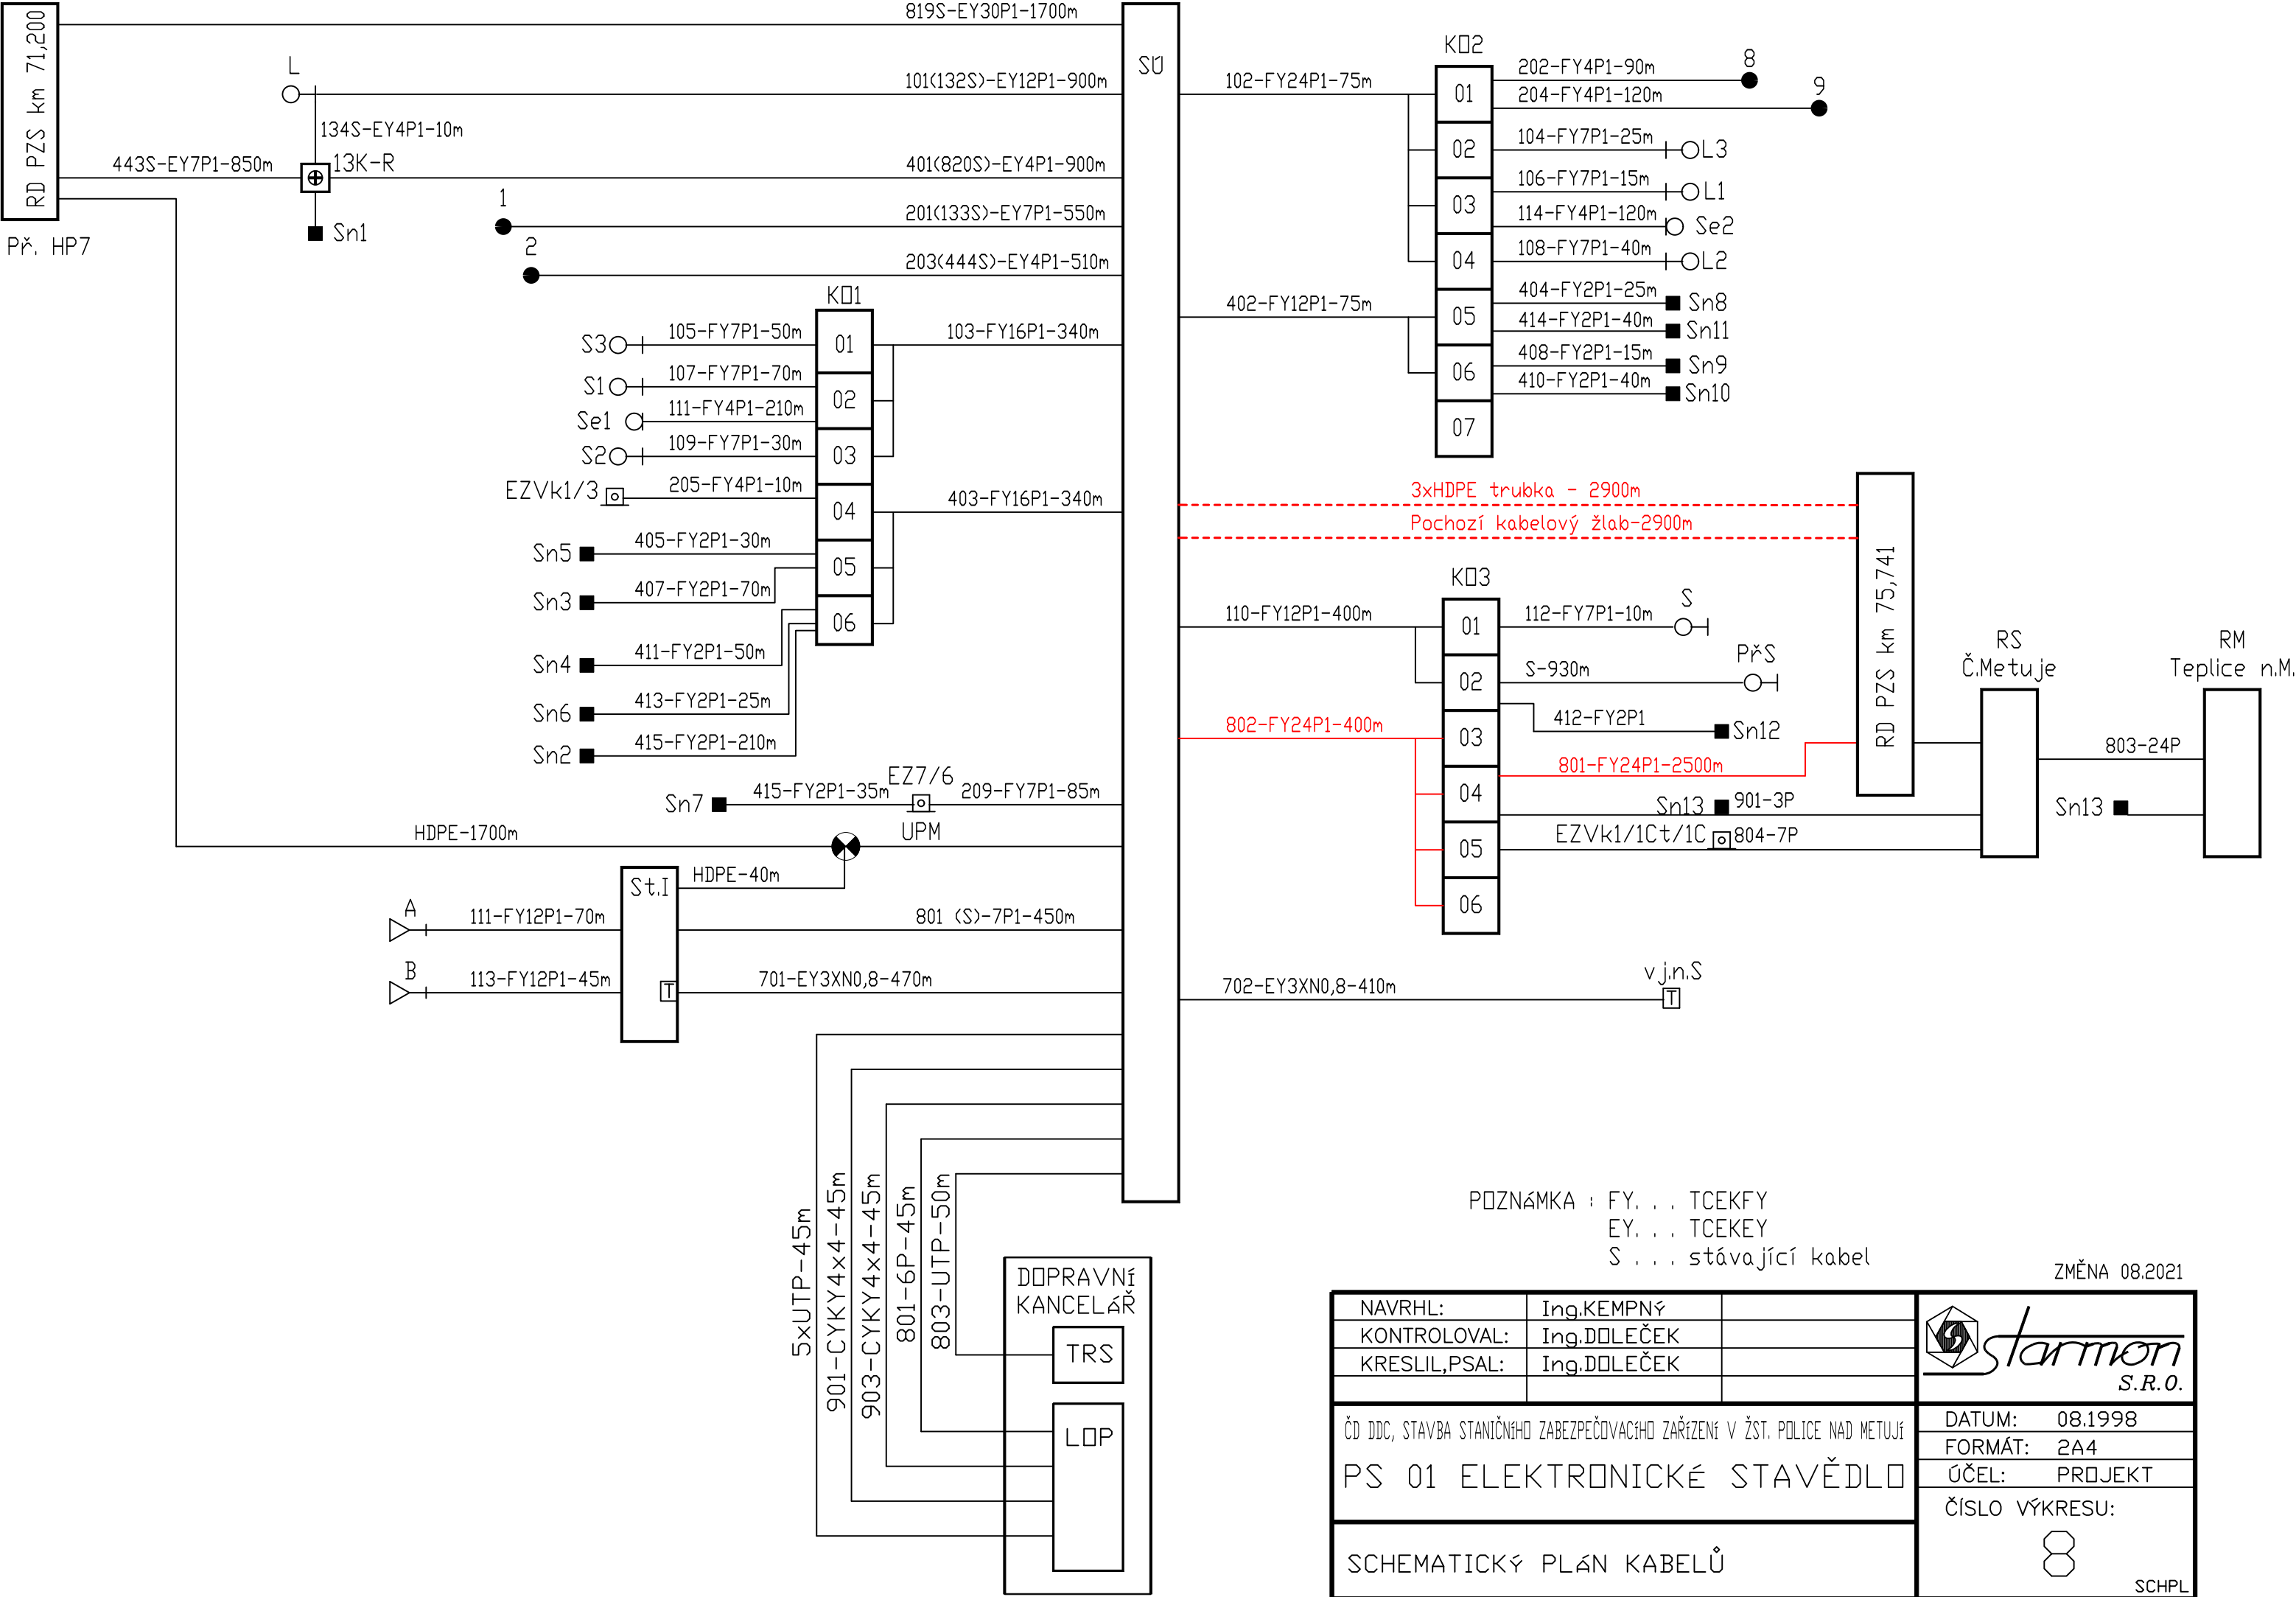 RD PZS km 71,200
Př. HP7
819S-EY30P1-1700m
L
101(132S)-EY12P1-900m
134S-EY4P1-10m
443S-EY7P1-850m
13K-R
401(820S)-EY4P1-900m
Sn1
1
201(133S)-EY7P1-550m
2
203(444S)-EY4P1-510m
KO1
S3
105-FY7P1-50m
01
103-FY16P1-340m
S1
107-FY7P1-70m
02
Se1
111-FY4P1-210m
S2
109-FY7P1-30m
03
EZVk1/3
205-FY4P1-10m
04
403-FY16P1-340m
Sn5
405-FY2P1-30m
05
Sn3
407-FY2P1-70m
06
Sn4
411-FY2P1-50m
Sn6
413-FY2P1-25m
Sn2
415-FY2P1-210m
Sn7
415-FY2P1-35m
EZ7/6
209-FY7P1-85m
UPM
HDPE-1700m
St.I
HDPE-40m
A
111-FY12P1-70m
801 (S)-7P1-450m
B
113-FY12P1-45m
T
701-EY3XN0,8-470m
SÚ
KO2
102-FY24P1-75m
01
202-FY4P1-90m
8
204-FY4P1-120m
9
02
104-FY7P1-25m
L3
03
106-FY7P1-15m
L1
114-FY4P1-120m
Se2
04
108-FY7P1-40m
L2
402-FY12P1-75m
05
404-FY2P1-25m
Sn8
414-FY2P1-40m
Sn11
06
408-FY2P1-15m
Sn9
410-FY2P1-40m
Sn10
07
3xHDPE trubka - 2900m
Pochozí kabelový žlab-2900m
RD PZS km 75,741
KO3
110-FY12P1-400m
01
112-FY7P1-10m
S
02
S-930m
PřS
412-FY2P1
Sn12
802-FY24P1-400m
03
801-FY24P1-2500m
04
Sn13
901-3P
05
EZVk1/1Ct/1C
804-7P
06
RS
Č.Metuje
RM
Teplice n.M.
803-24P
Sn13
702-EY3XN0,8-410m
v j.n.S
T
5xUTP-45m
901-CYKY4x4-45m
903-CYKY4x4-45m
801-6P-45m
803-UTP-50m
DOPRAVNÍ
KANCELÁŘ
TRS
LOP
POZNÁMKA : FY. . . TCEKFY
EY. . . TCEKEY
S . . . stávající kabel
ZMĚNA 08.2021
NAVRHL: Ing.KEMPNÝ
KONTROLOVAL: Ing.DOLEČEK
KRESLIL,PSAL: Ing.DOLEČEK
starmon
S.R.O.
ČD DDC, STAVBA STANIČNÍHO ZABEZPEČOVACÍHO ZAŘÍZENÍ V ŽST. POLICE NAD METUJÍ
PS 01 ELEKTRONICKÉ STAVĚDLO
SCHEMATICKÝ PLÁN KABELŮ
DATUM: 08.1998
FORMÁT: 2A4
ÚČEL: PROJEKT
ČÍSLO VÝKRESU:
8
SCHPL